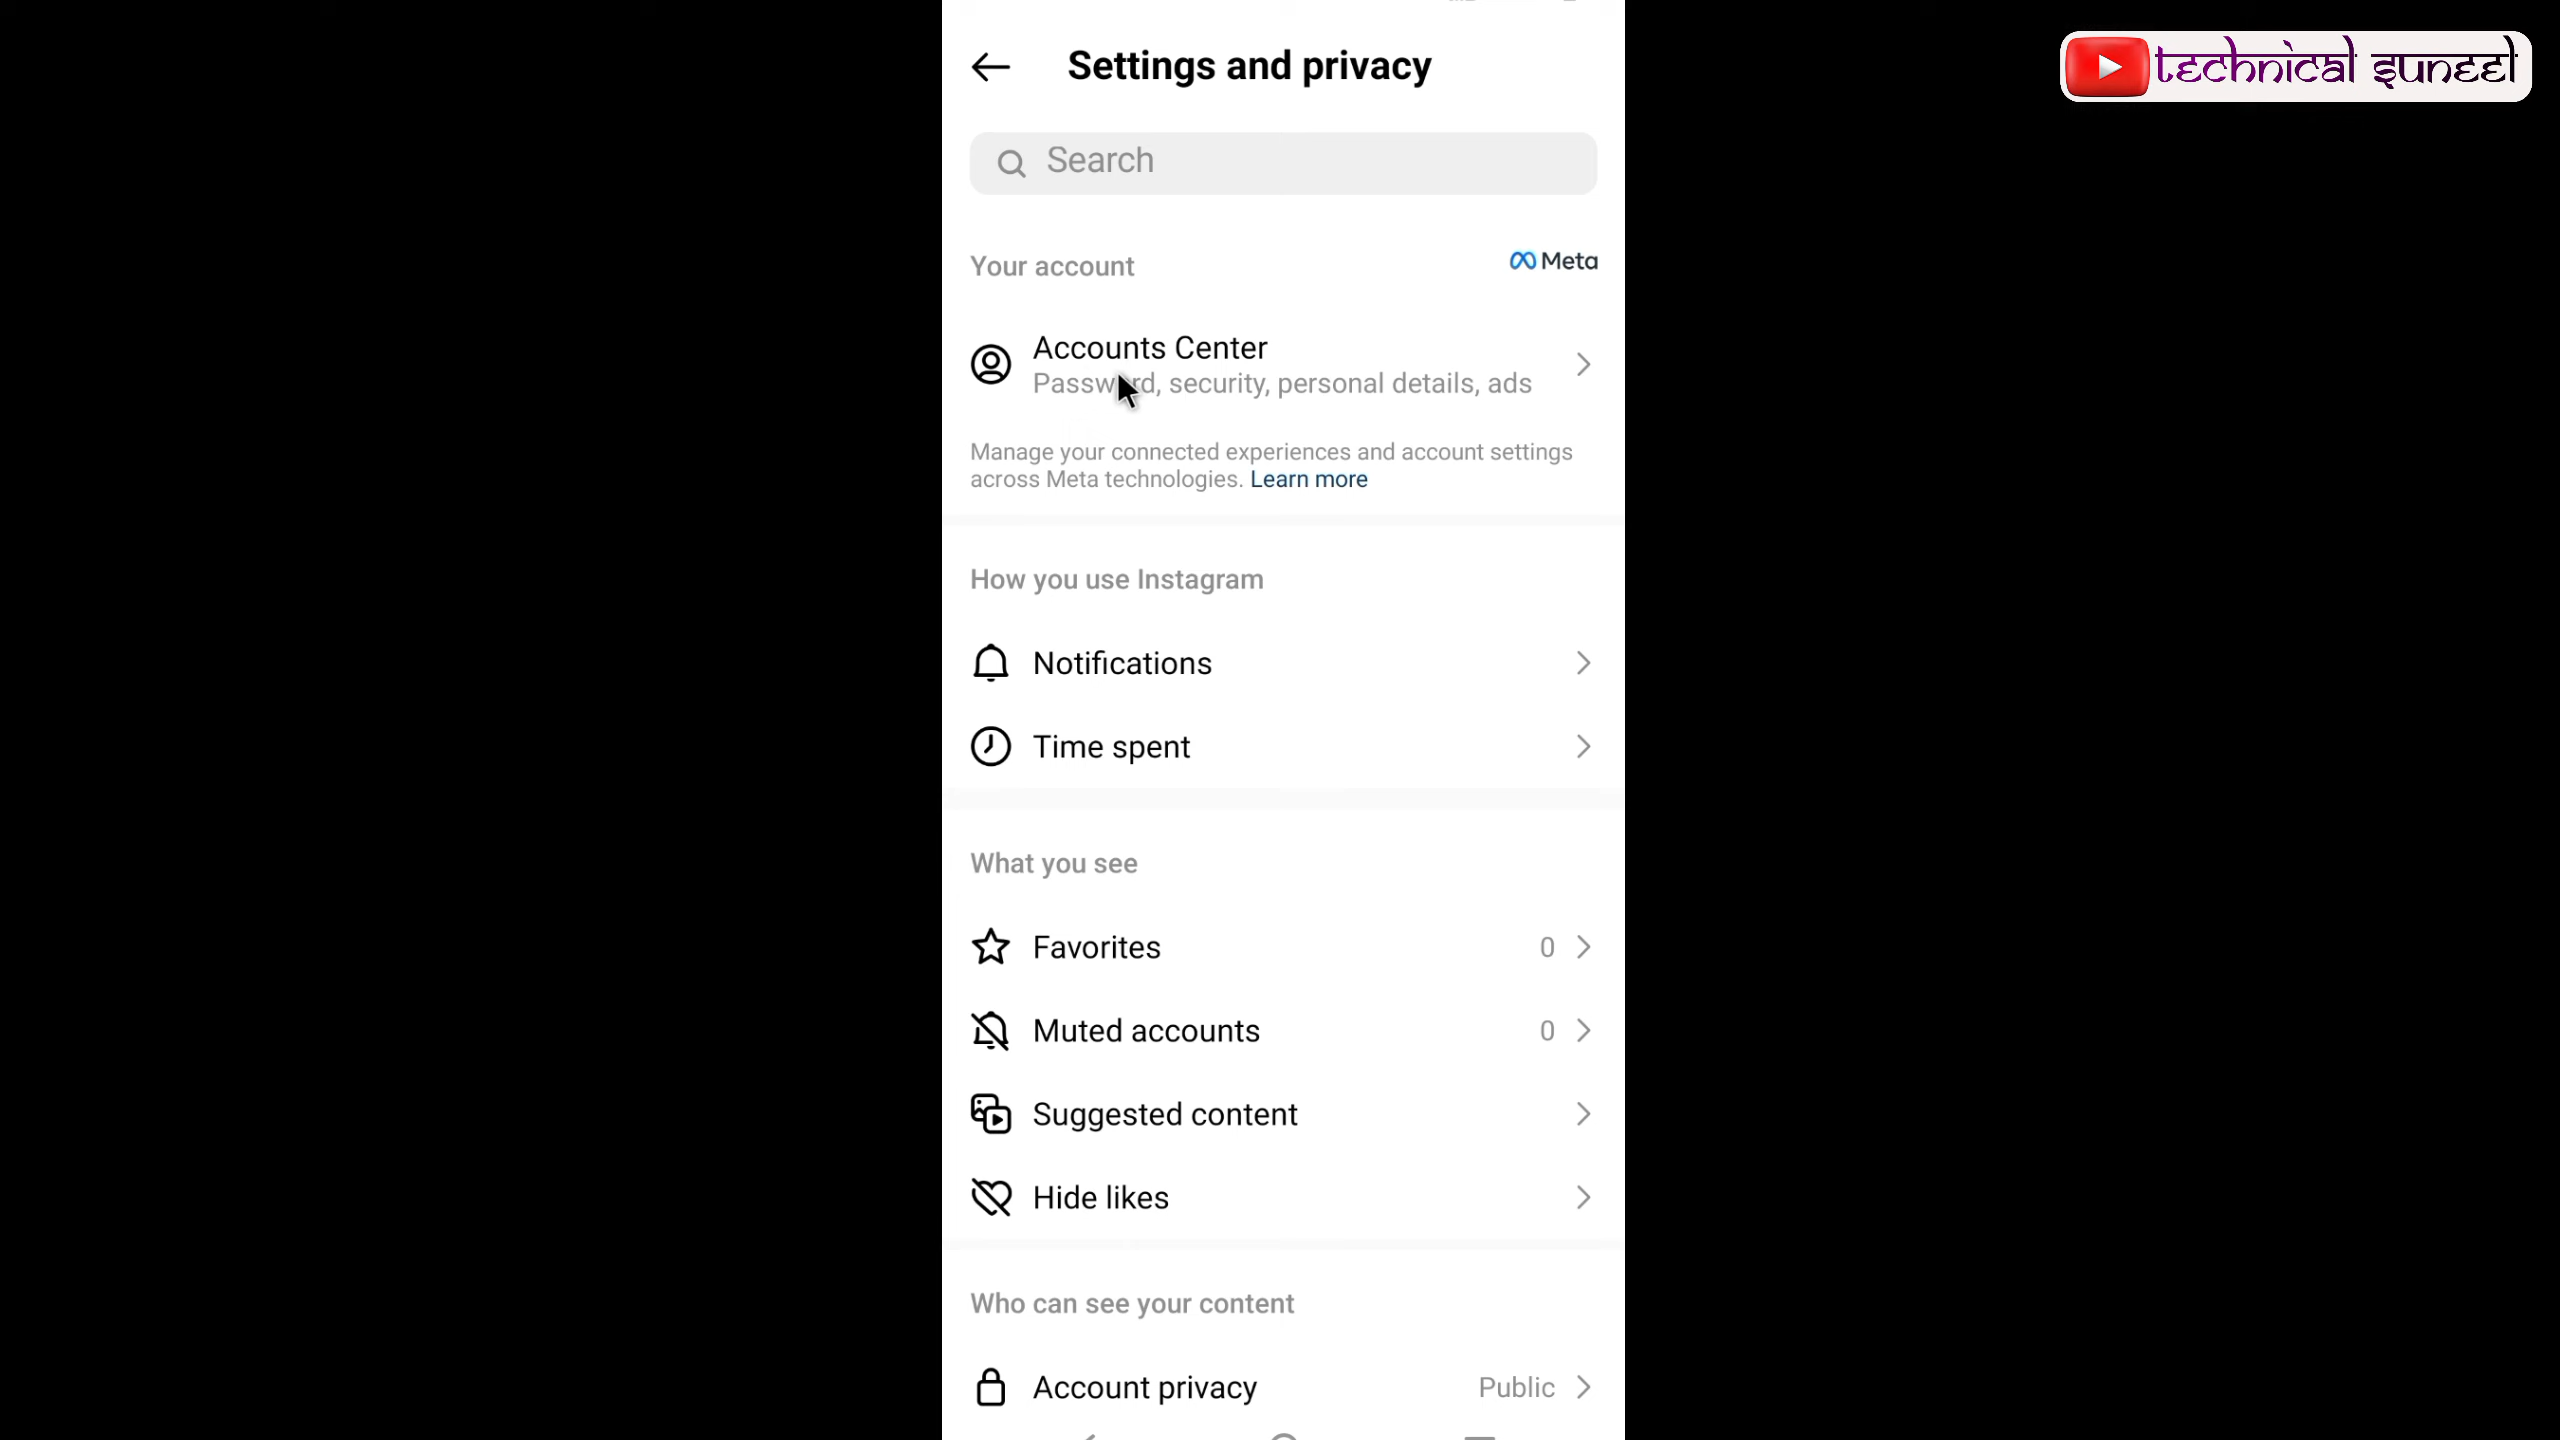 Settings and privacy
technical suneel
Search
Your account
Meta
Accounts Center
Password, security, personal details, ads
Manage your connected experiences and account settings
across Meta technologies. Learn more
How you use Instagram
Notifications
Time spent
What you see
Favorites 0
Muted accounts 0
Suggested content
Hide likes
Who can see your content
Account privacy Public